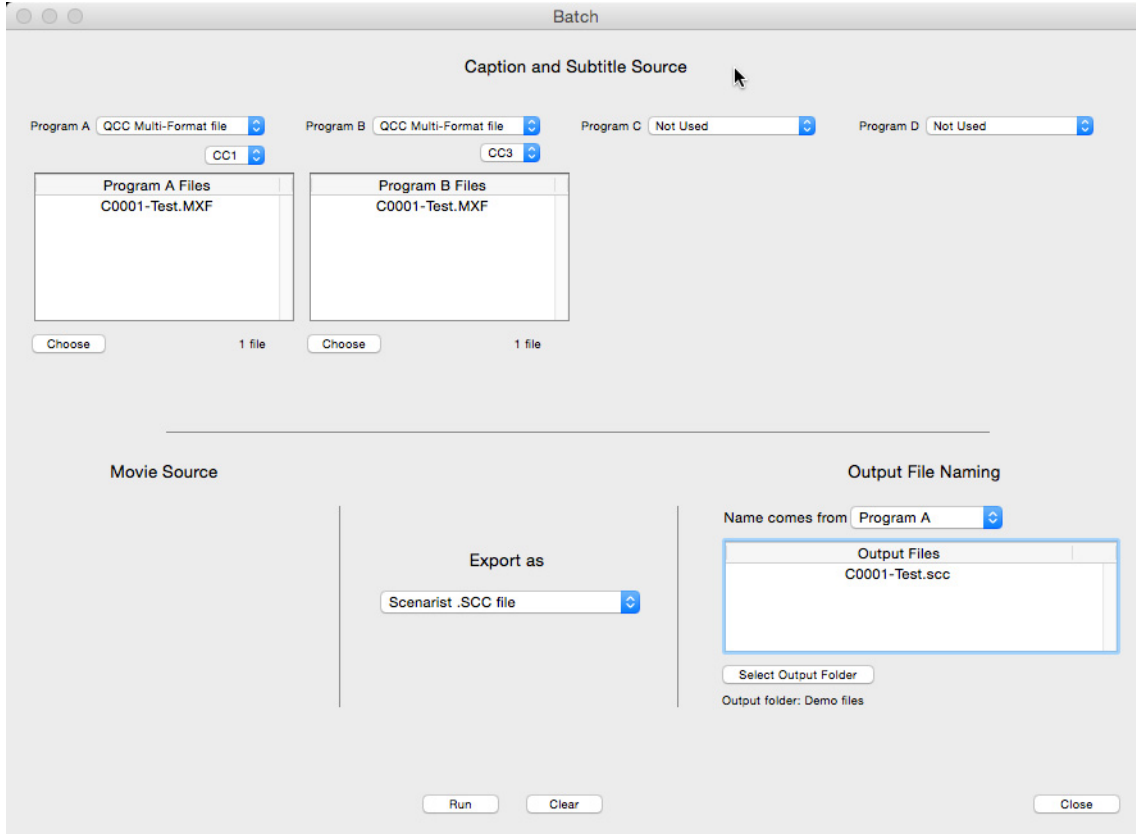 Batch
Caption and Subtitle Source
Program A QCC Multi-Format file Program B QCC Multi-Format file Program C Not Used Program D Not Used
CC1 CC3
Program A Files Program B Files
C0001-Test.MXF C0001-Test.MXF
Choose 1 file Choose 1 file
Movie Source Output File Naming
Name comes from Program A
Export as Output Files
C0001-Test.scc
Scenarist .SCC file
Select Output Folder
Output folder: Demo files
Run Clear Close